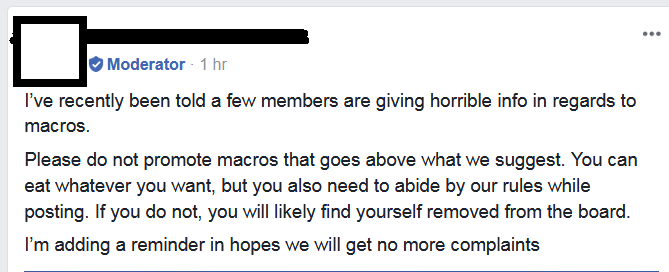 Moderator · 1 hr
I've recently been told a few members are giving horrible info in regards to
macros.
Please do not promote macros that goes above what we suggest. You can
eat whatever you want, but you also need to abide by our rules while
posting. If you do not, you will likely find yourself removed from the board.
I'm adding a reminder in hopes we will get no more complaints